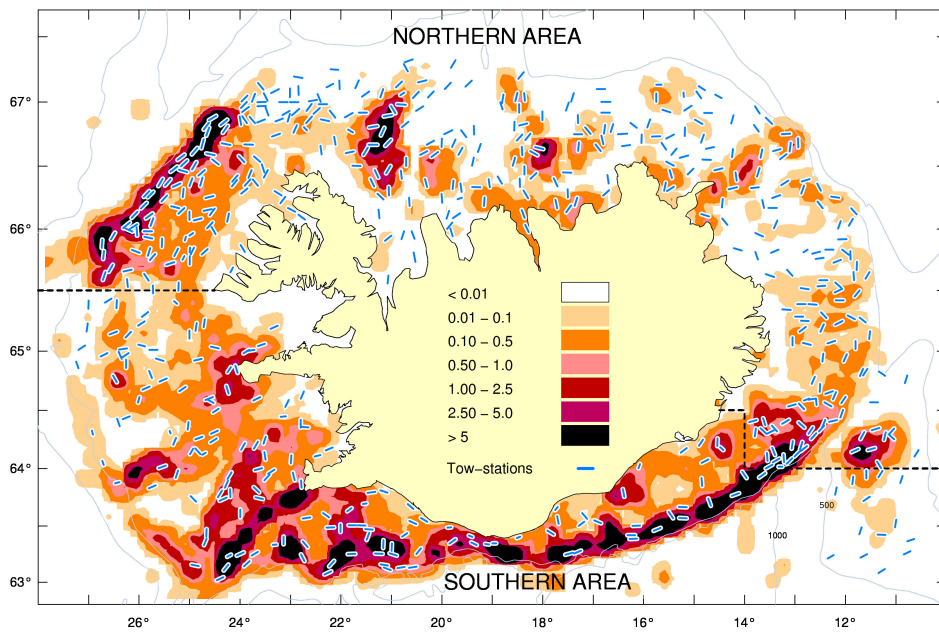 NORTHERN AREA
67°
66°
65°
64°
63°
< 0.01
0.01 − 0.1
0.10 − 0.5
0.50 − 1.0
1.00 − 2.5
2.50 − 5.0
> 5
Tow−stations
500
1000
SOUTHERN AREA
26° 24° 22° 20° 18° 16° 14° 12°